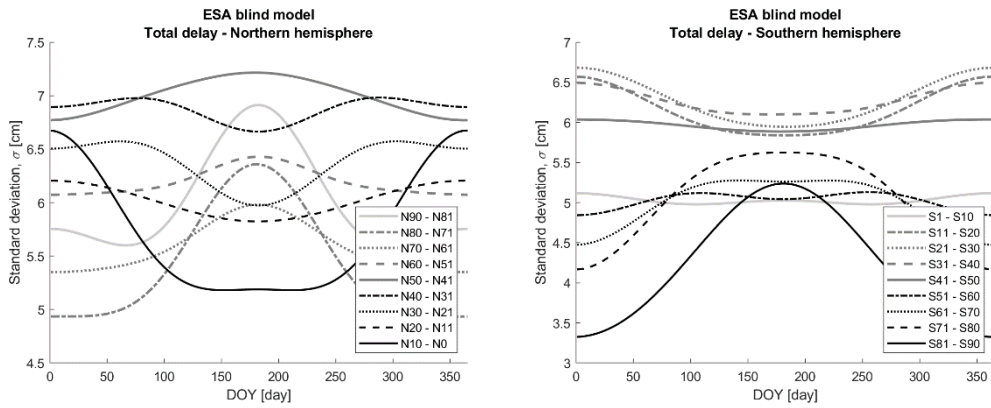 ESA blind model
Total delay - Northern hemisphere
7.5
7
6.5
6
5.5
5
4.5
Standard deviation, σ [cm]
0 50 100 150 200 250 300 350
DOY [day]
N90 - N81
N80 - N71
N70 - N61
N60 - N51
N50 - N41
N40 - N31
N30 - N21
N20 - N11
N10 - N0
ESA blind model
Total delay - Southern hemisphere
7
6.5
6
5.5
5
4.5
4
3.5
3
Standard deviation, σ [cm]
0 50 100 150 200 250 300 350
DOY [day]
S1 - S10
S11 - S20
S21 - S30
S31 - S40
S41 - S50
S51 - S60
S61 - S70
S71 - S80
S81 - S90